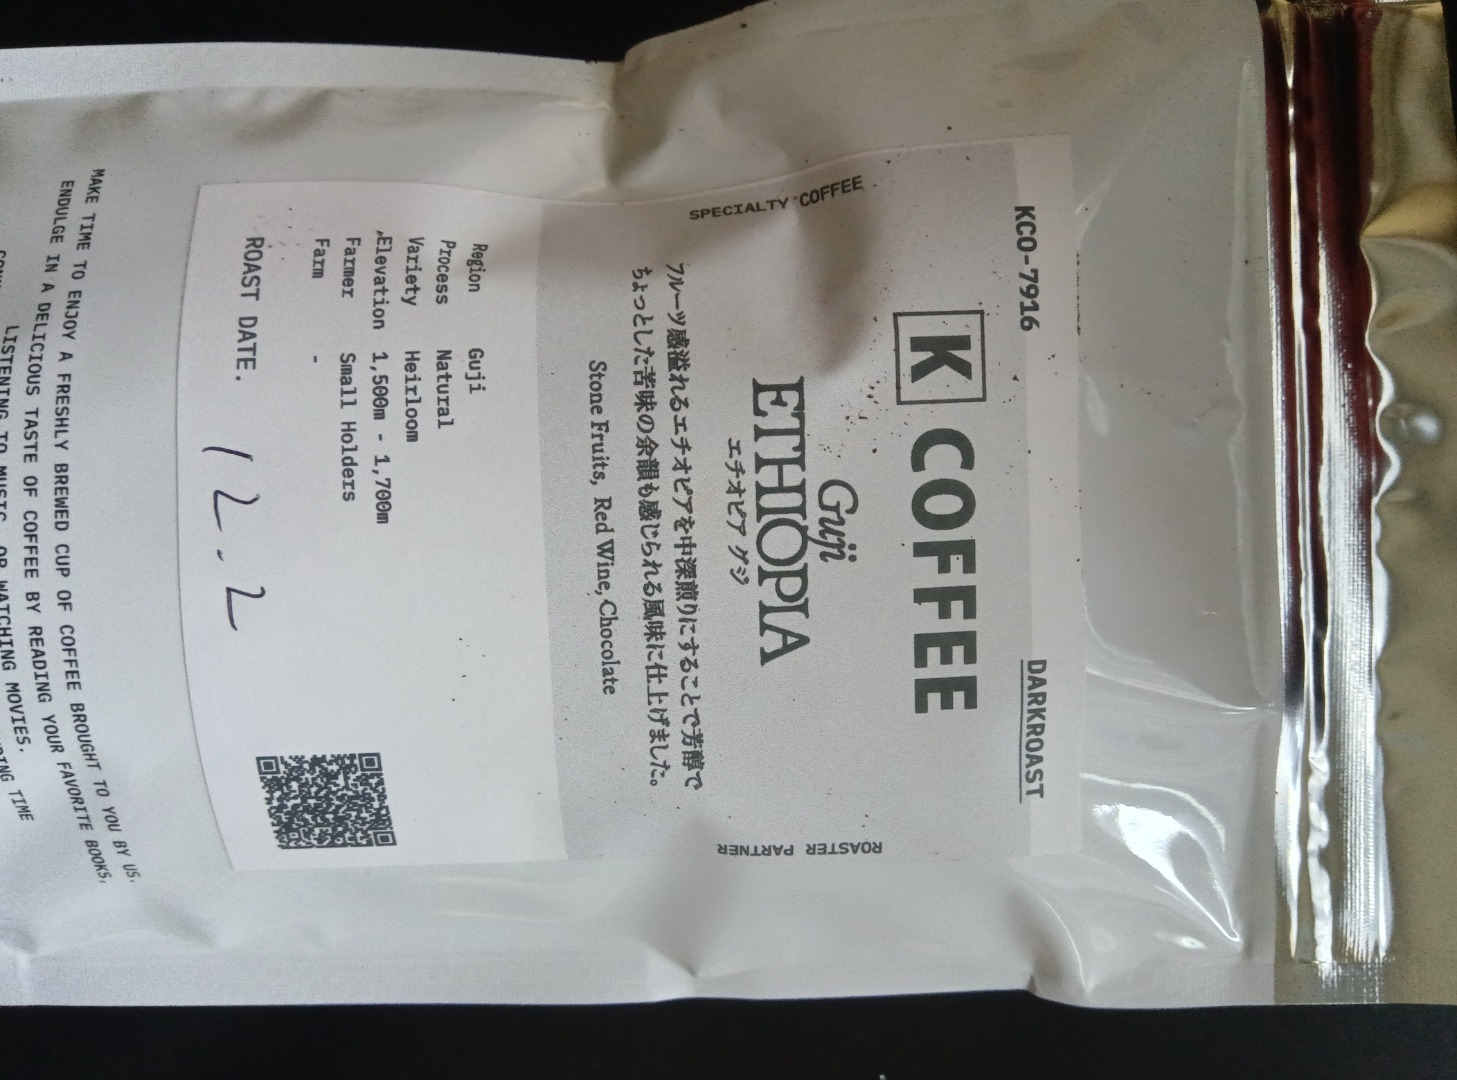 KCO-7916 DARKROAST
K COFFEE
SPECIALTY COFFEE
ROASTER PARTNER
Guji
ETHIOPIA
エチオピア グジ
フルーツ感溢れるエチオピアを中深煎りにすることで芳醇で
ちょっとした苦味の余韻も感じられる風味に仕上げました。
Stone Fruits, Red Wine, Chocolate
Region Guji
Process Natural
Variety Heirloom
Elevation 1,500m - 1,700m
Farmer Small Holders
Farm -
ROAST DATE. 12.2
MAKE TIME TO ENJOY A FRESHLY BREWED CUP OF COFFEE BROUGHT TO YOU BY US.
ENDULGE IN A DELICIOUS TASTE OF COFFEE BY READING YOUR FAVORITE BOOKS,
LISTENING TO MUSIC, OR WATCHING MOVIES.
TIME